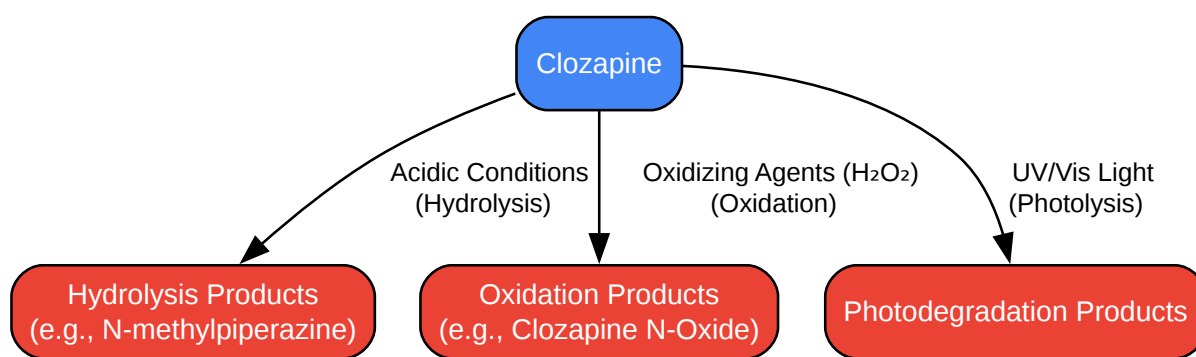 Clozapine
Acidic Conditions
(Hydrolysis)
Oxidizing Agents (H₂O₂)
(Oxidation)
UV/Vis Light
(Photolysis)
Hydrolysis Products
(e.g., N-methylpiperazine)
Oxidation Products
(e.g., Clozapine N-Oxide)
Photodegradation Products